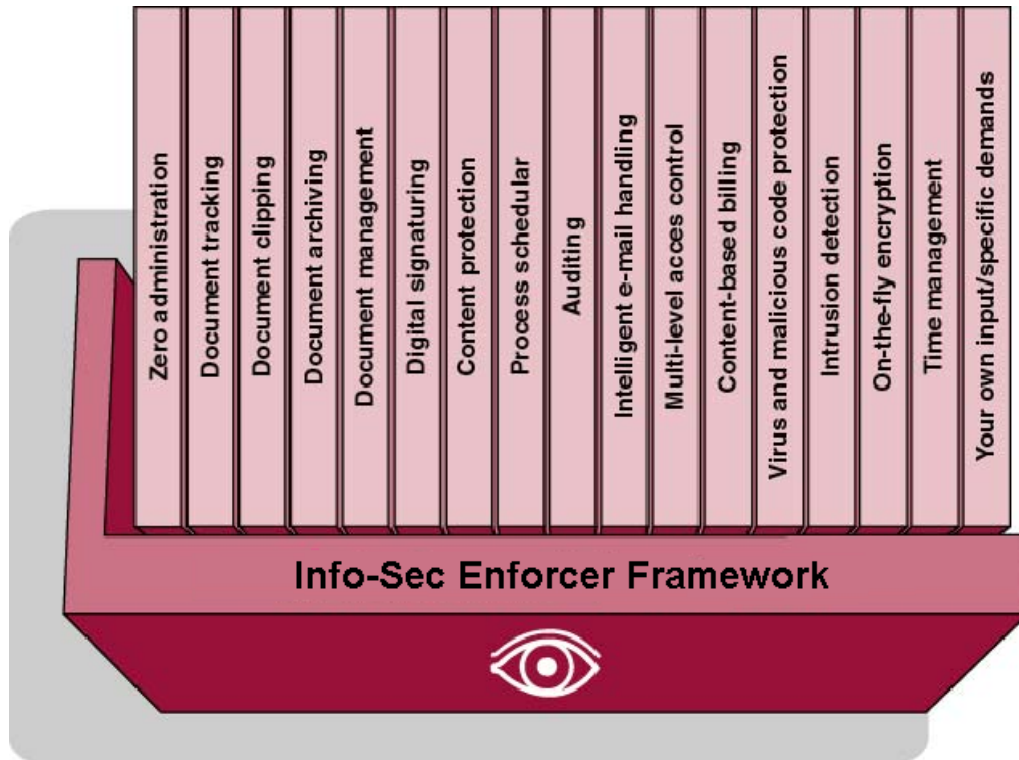 Zero administration
Document tracking
Document clipping
Document archiving
Document management
Digital signaturing
Content protection
Process schedular
Auditing
Intelligent e-mail handling
Multi-level acces control
Content-based billing
Virus and malicious code protection
Intrusion detection
On-the-fly encryption
Time management
Your own input/specific demands
Info-Sec Enforcer Framework